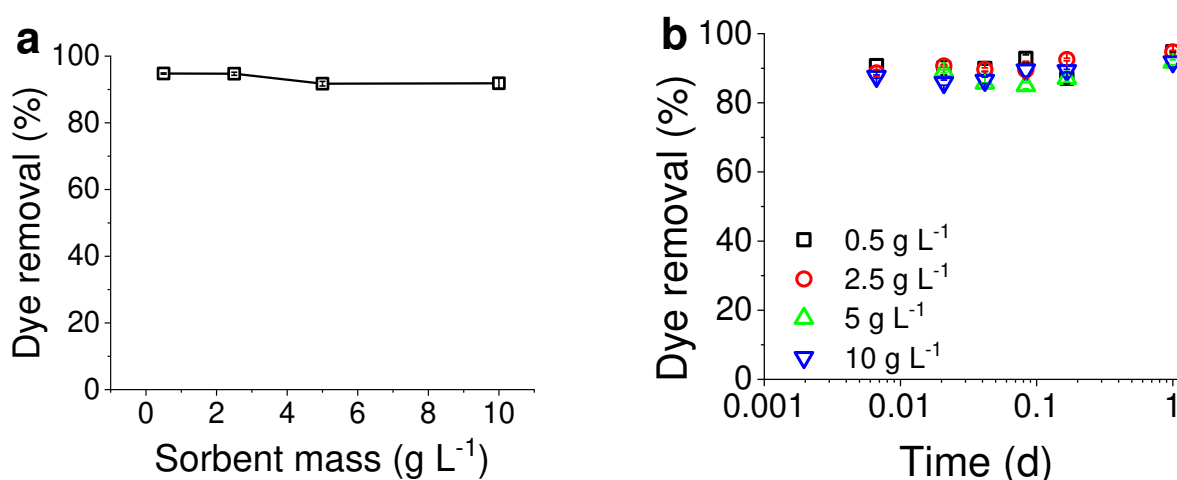 a
100
80
60
40
20
0
Dye removal (%)
0 2 4 6 8 10
Sorbent mass (g L⁻¹)
b
100
80
60
40
20
0
Dye removal (%)
0.5 g L⁻¹
2.5 g L⁻¹
5 g L⁻¹
10 g L⁻¹
0.001 0.01 0.1 1
Time (d)